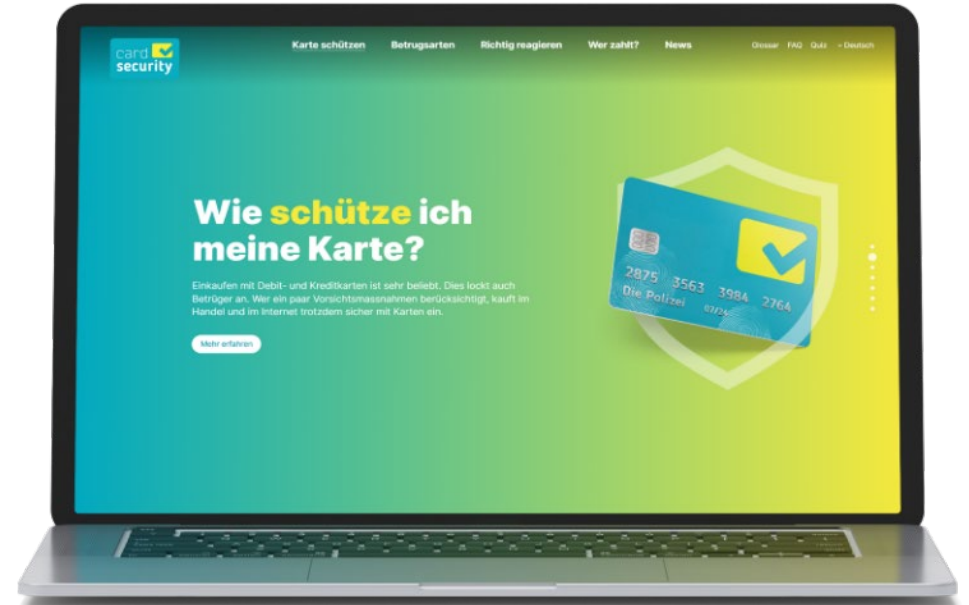 card
security
Karte schützen Betrugsarten Richtig reagieren Wer zahlt? News Glossar FAQ Quiz Deutsch
Wie schütze ich
meine Karte?
Einkaufen mit Debit- und Kreditkarten ist sehr beliebt. Dies lockt auch
Betrüger an. Wer ein paar Vorsichtsmassnahmen berücksichtigt, kauft im
Handel und im Internet trotzdem sicher mit Karten ein.
Mehr erfahren
2875 3563 3984 2764
Die Polizei 07/24